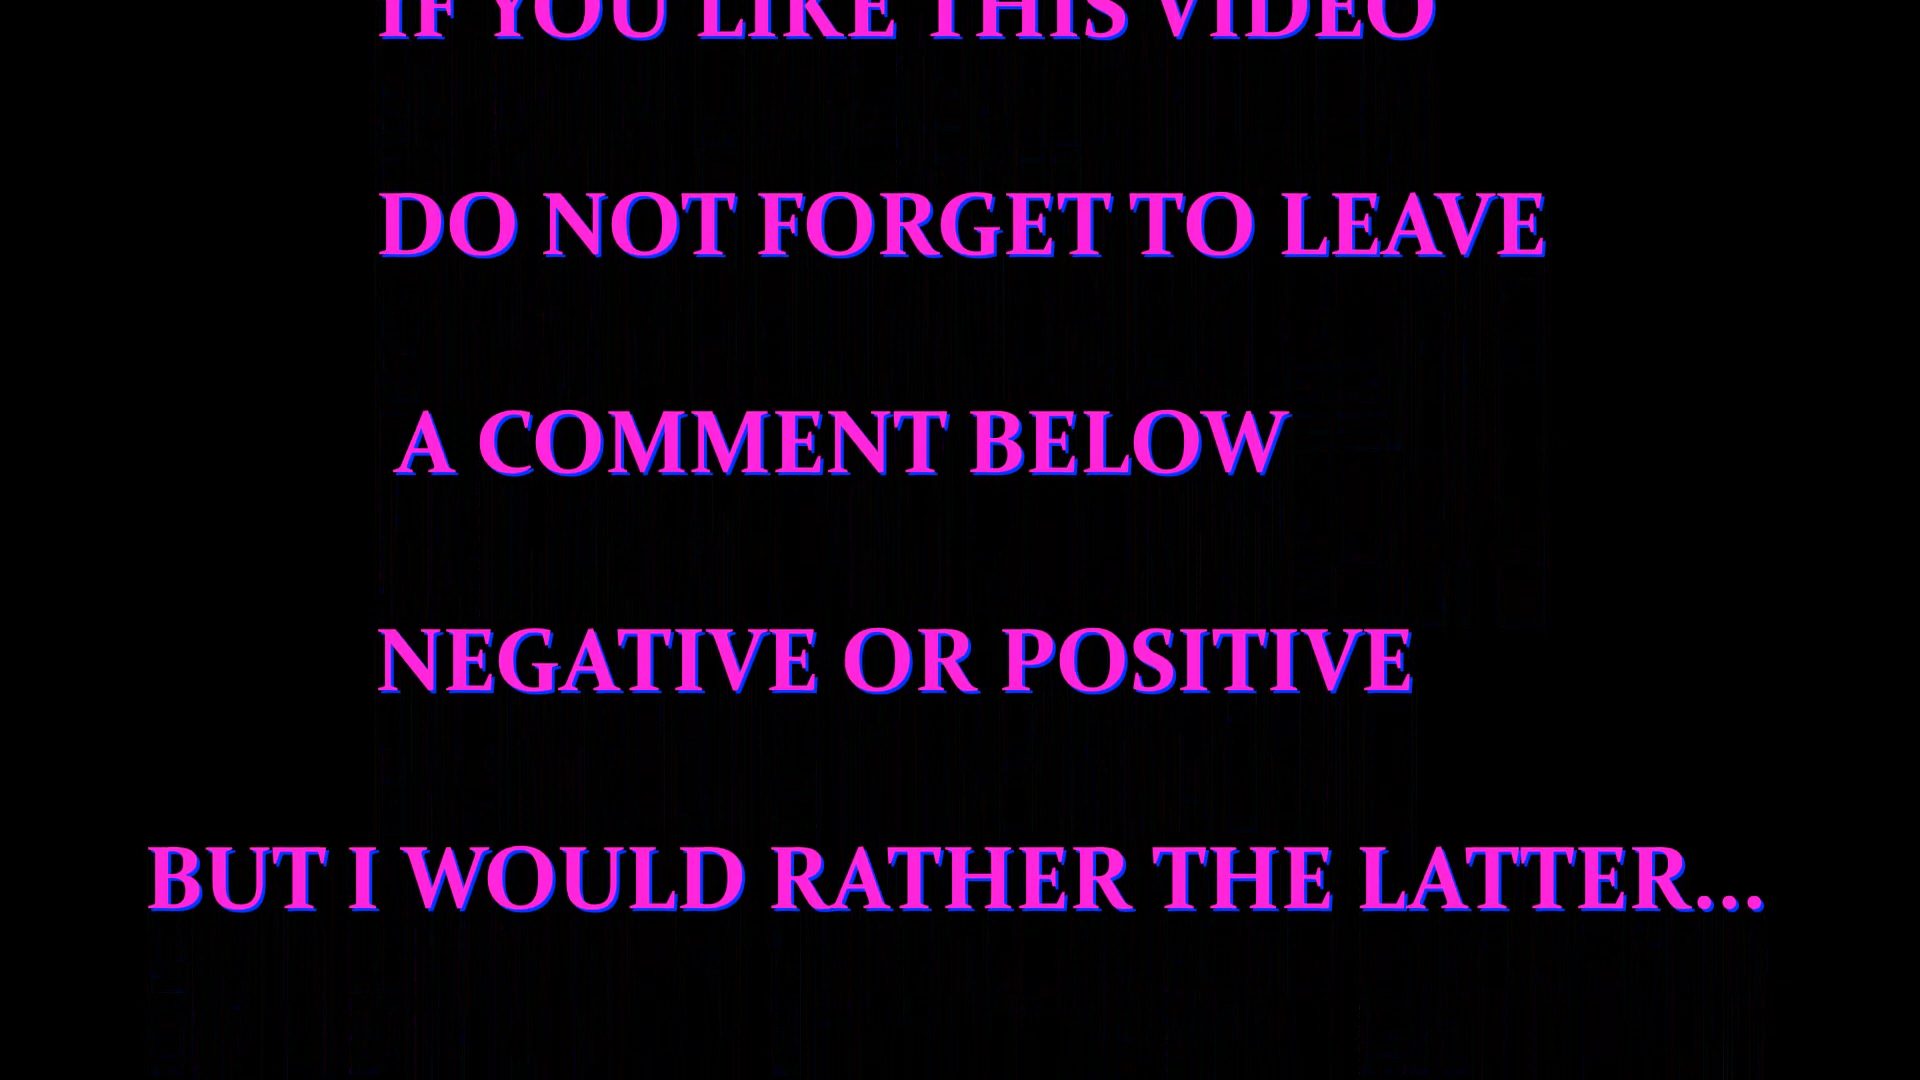 IF YOU LIKE THIS VIDEO
DO NOT FORGET TO LEAVE
A COMMENT BELOW
NEGATIVE OR POSITIVE
BUT I WOULD RATHER THE LATTER...